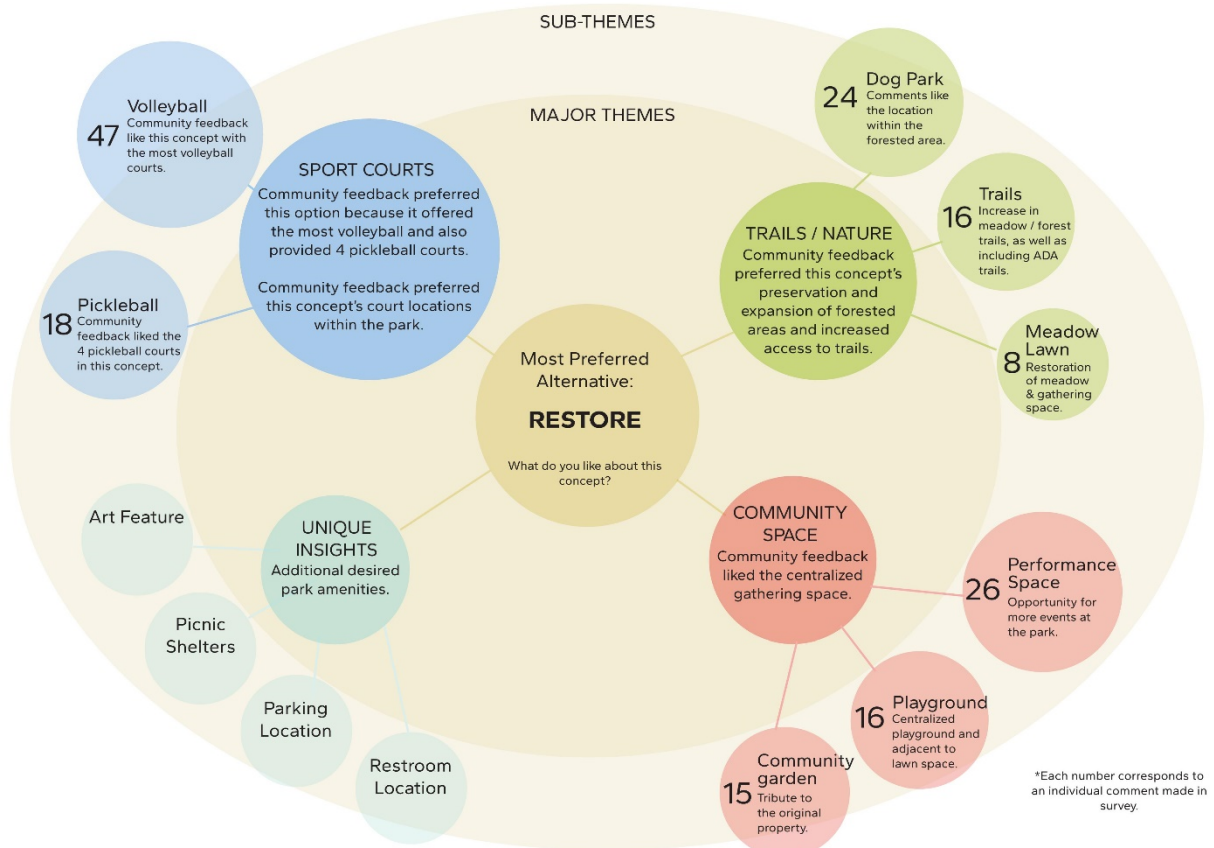 SUB-THEMES
MAJOR THEMES
47
Volleyball
Community feedback
like this concept with
the most volleyball
courts.
18
Pickleball
Community
feedback liked the
4 pickleball courts
in this concept.
SPORT COURTS
Community feedback preferred
this option because it offered
the most volleyball and also
provided 4 pickleball courts.
Community feedback preferred
this concept's court locations
within the park.
24
Dog Park
Comments like
the location
within the
forested area.
16
Trails
Increase in
meadow / forest
trails, as well as
including ADA
trails.
8
Meadow
Lawn
Restoration
of meadow
& gathering
space.
TRAILS / NATURE
Community feedback
preferred this concept's
preservation and
expansion of forested
areas and increased
access to trails.
Most Preferred
Alternative:
RESTORE
What do you like about this
concept?
UNIQUE
INSIGHTS
Additional desired
park amenities.
Art Feature
Picnic
Shelters
Parking
Location
Restroom
Location
COMMUNITY
SPACE
Community feedback
liked the centralized
gathering space.
26
Performance
Space
Opportunity for
more events at
the park.
16
Playground
Centralized
playground and
adjacent to
lawn space.
15
Community
garden
Tribute to
the original
property.
*Each number corresponds to
an individual comment made in
survey.